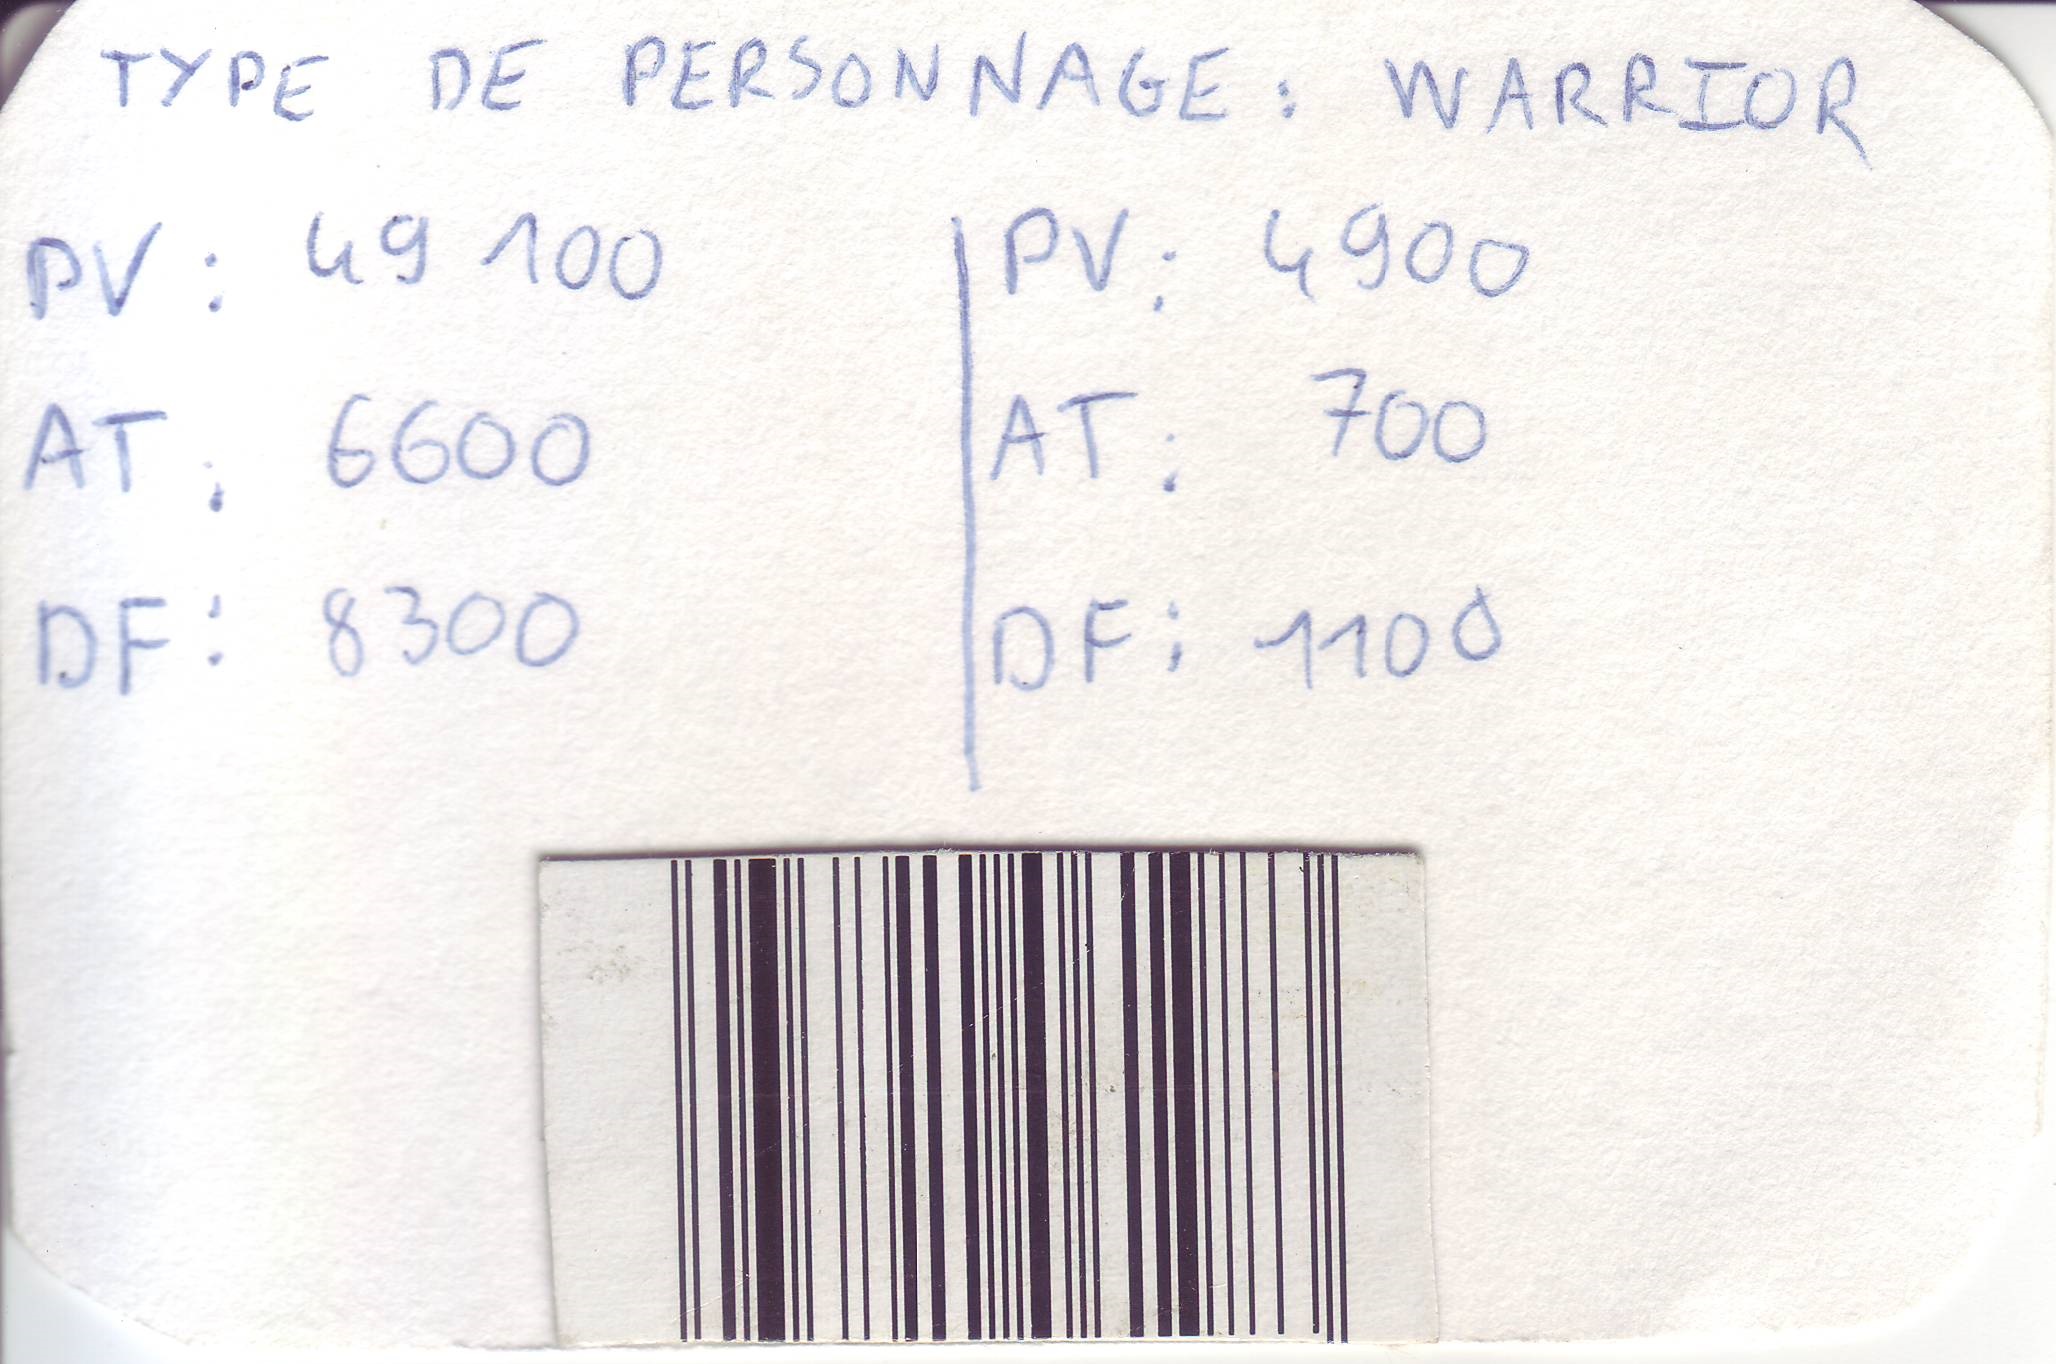 TYPE DE PERSONNAGE: WARRIOR
PV: 49 100 | PV: 4900
AT: 6600 | AT: 700
DF: 8300 | DF: 1100